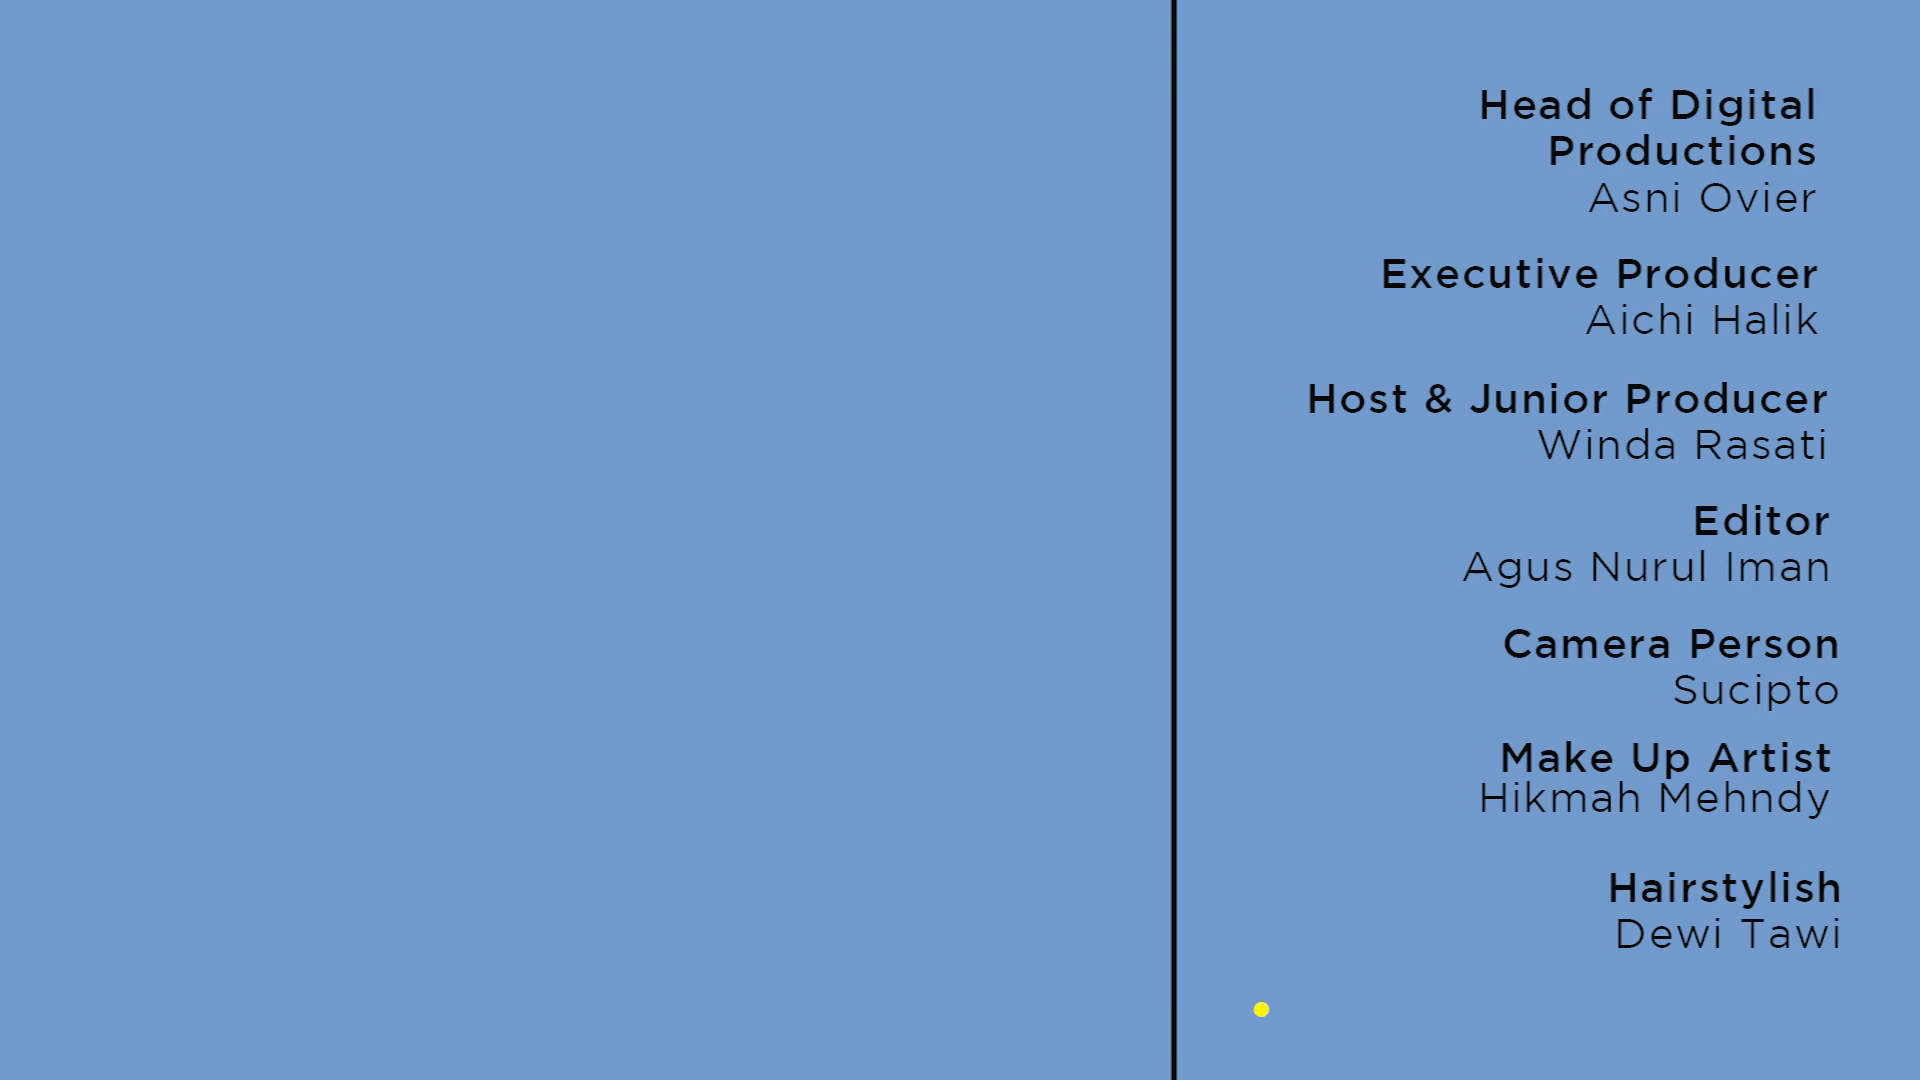 Head of Digital
Productions
Asni Ovier
Executive Producer
Aichi Halik
Host & Junior Producer
Winda Rasati
Editor
Agus Nurul Iman
Camera Person
Sucipto
Make Up Artist
Hikmah Mehndy
Hairstylish
Dewi Tawi